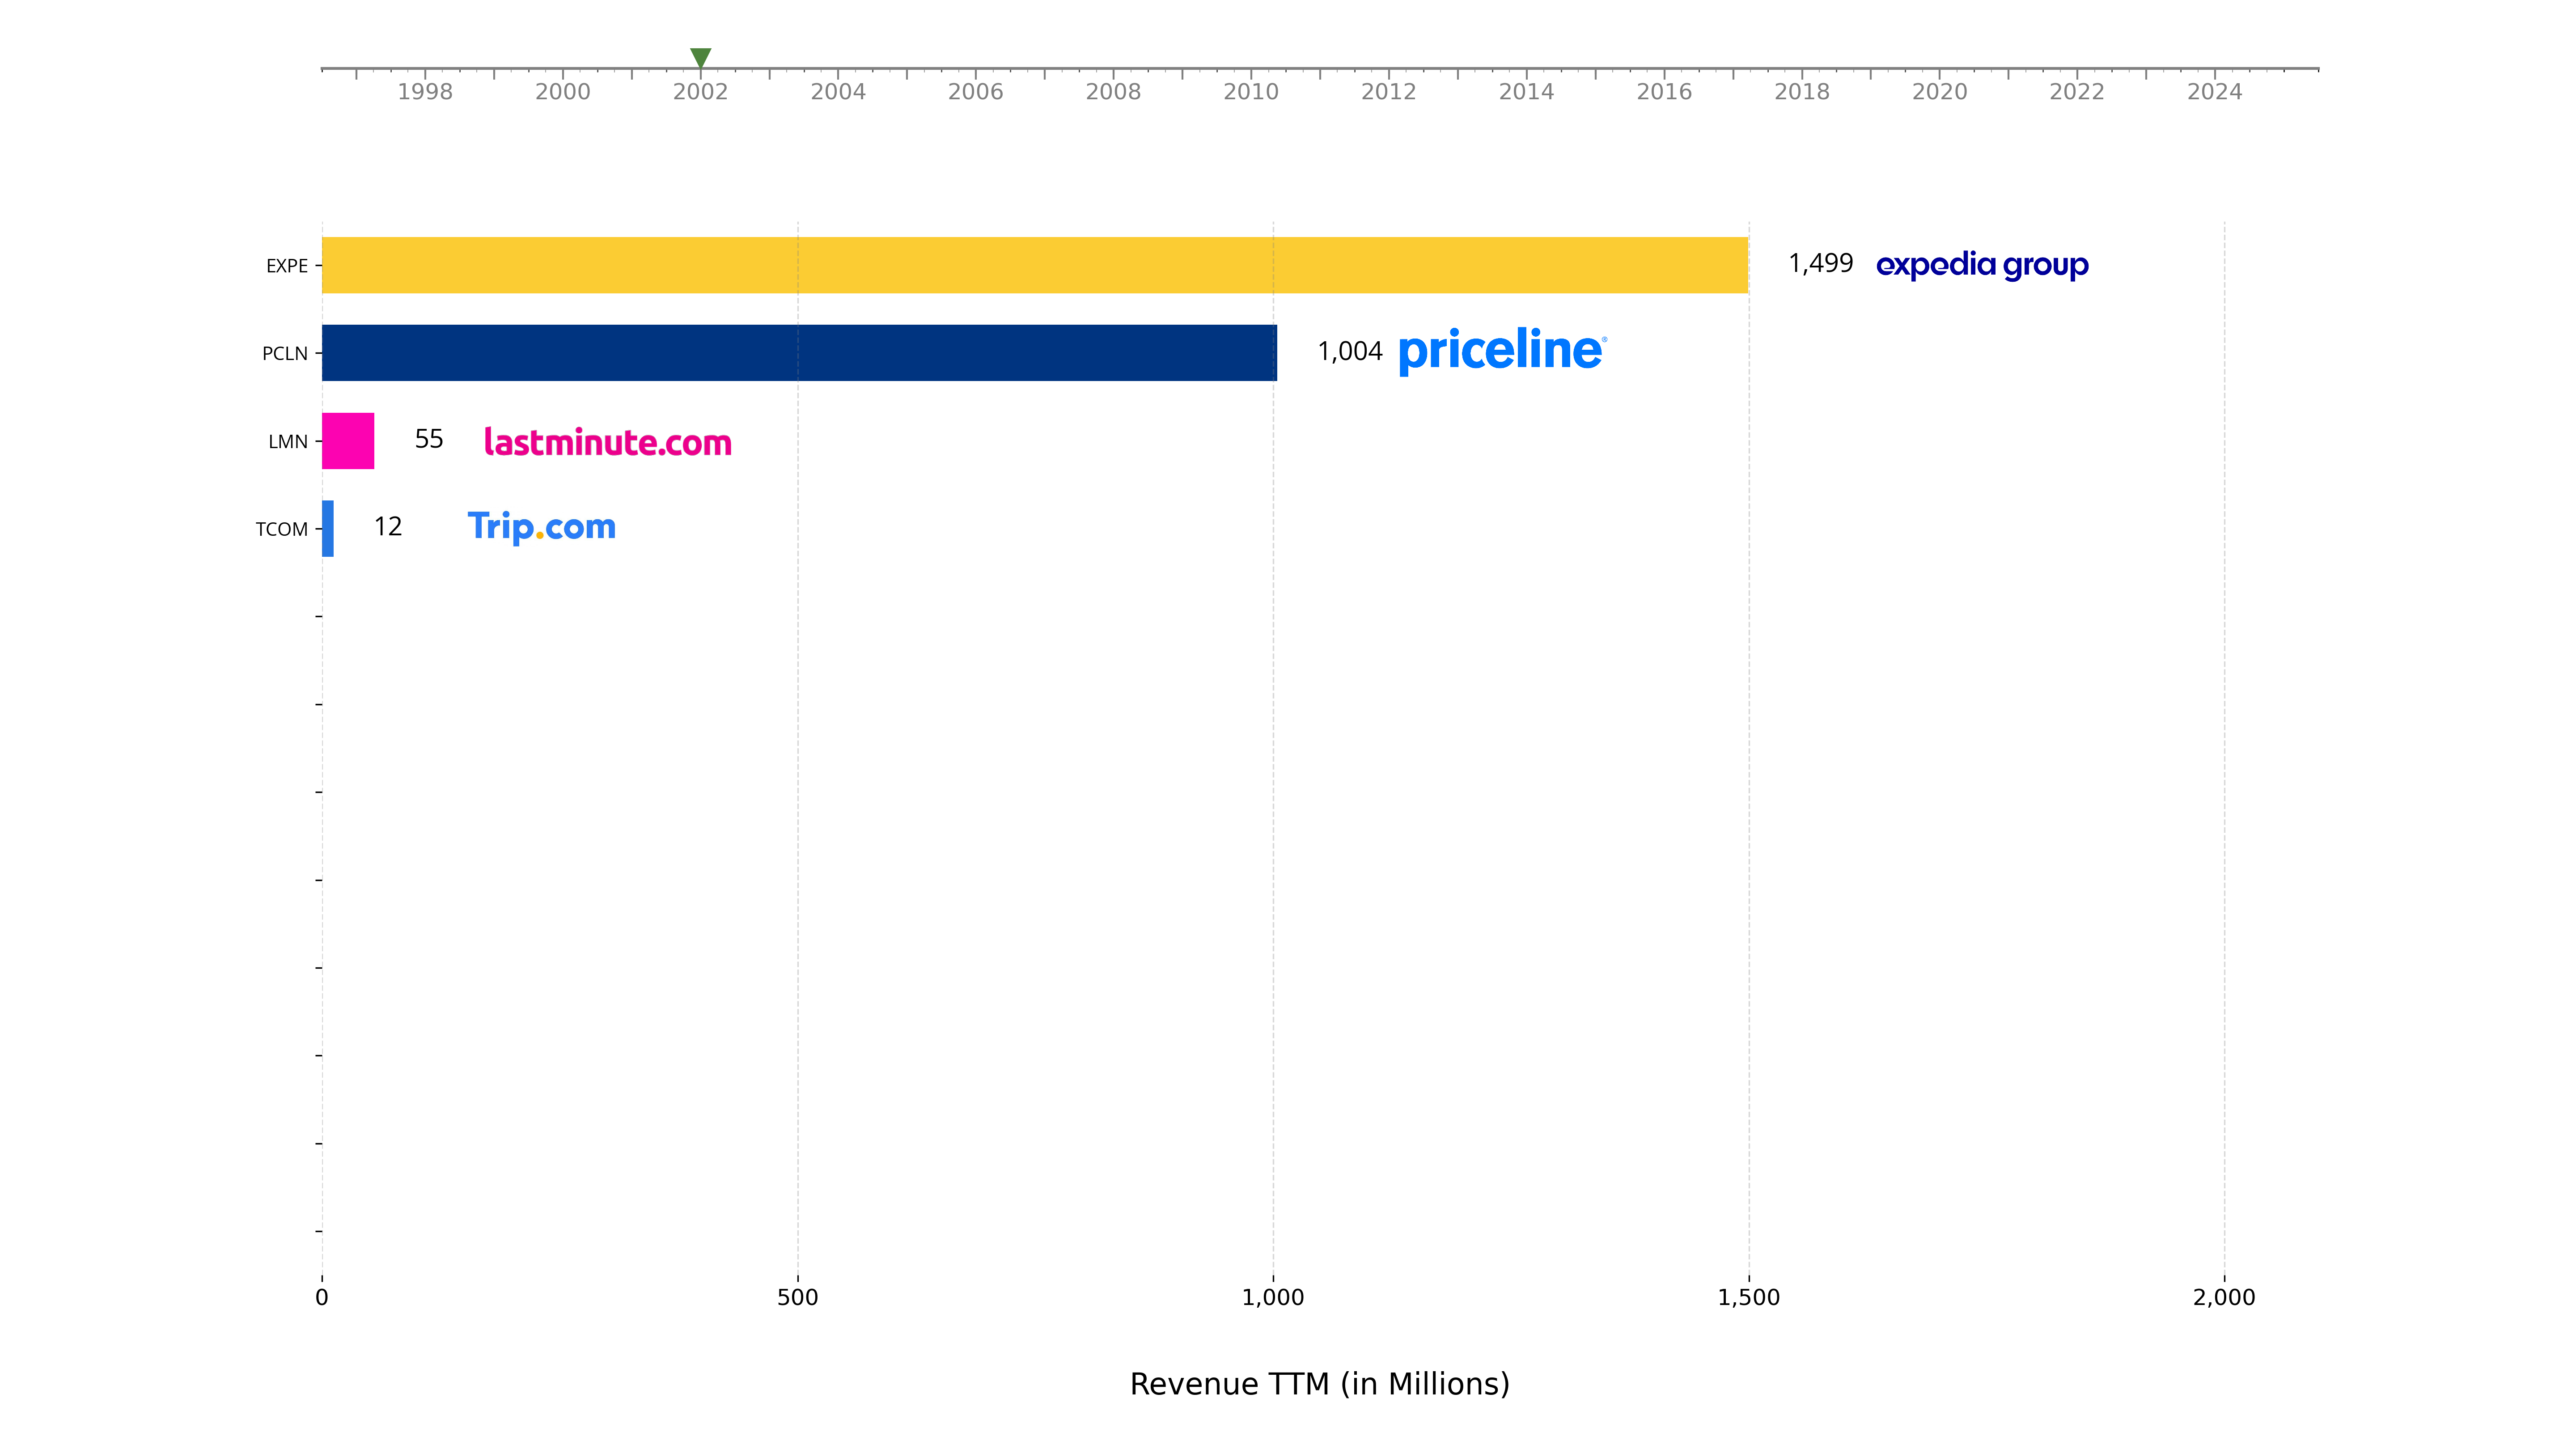 1998 2000 2002 2004 2006 2008 2010 2012 2014 2016 2018 2020 2022 2024
EXPE 1,499 expedia group
PCLN 1,004 priceline®
LMN 55 lastminute.com
TCOM 12 Trip.com
0 500 1,000 1,500 2,000
Revenue TTM (in Millions)